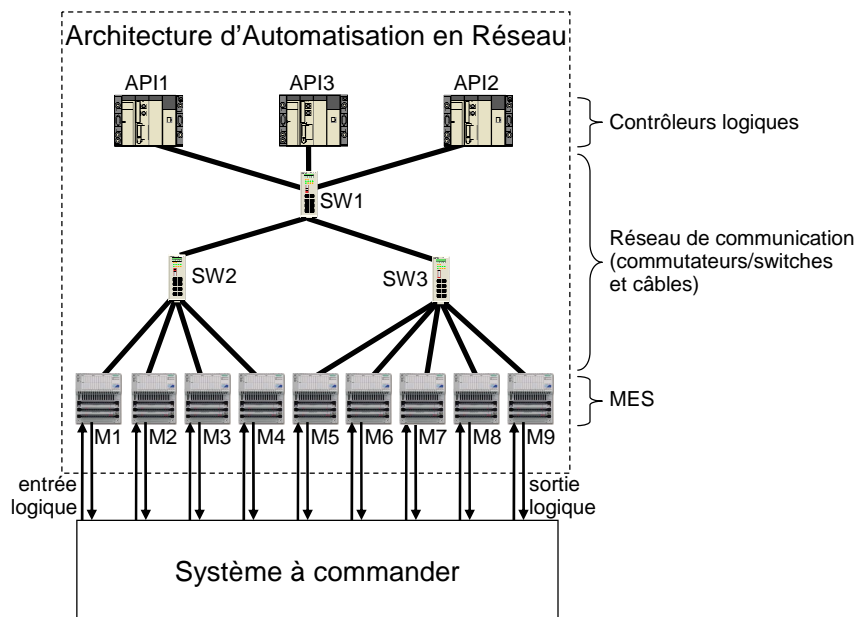 Architecture d’Automatisation en Réseau
API1
API3
API2
Contrôleurs logiques
SW1
Réseau de communication
(commutateurs/switches
et câbles)
SW2
SW3
MES
M1
M2
M3
M4
M5
M6
M7
M8
M9
entrée
logique
sortie
logique
Système à commander